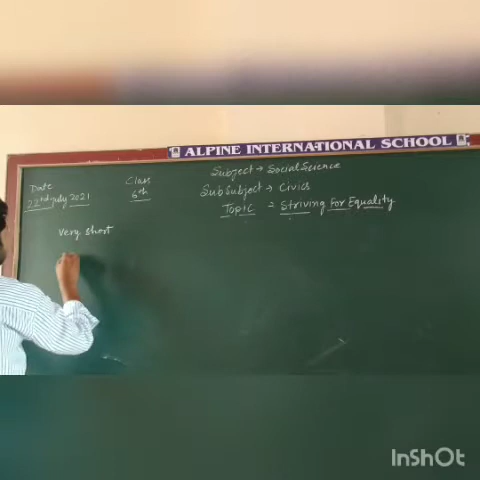 ALPINE INTERNATIONAL SCHOOL
Subject → Social Science
Date Class
22nd July 2021 6th Sub Subject → Civics
Topic = Striving For Equality
Very short
InShOt